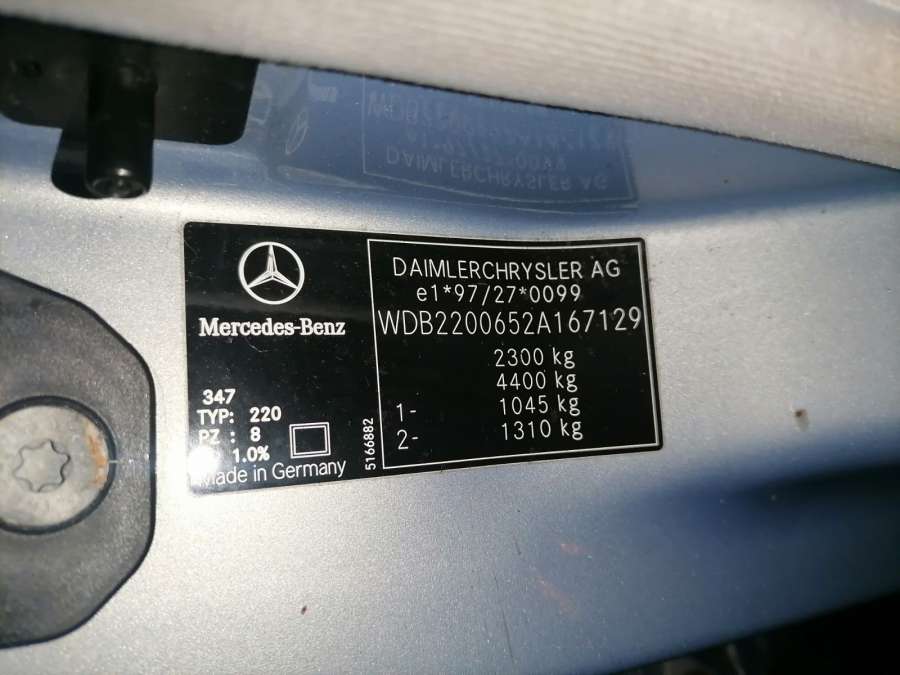 Mercedes-Benz
347
TYP: 220
PZ : 8
1.0%
Made in Germany
5166882
DAIMLERCHRYSLER AG
e1*97/27*0099
WDB2200652A167129
2300 kg
4400 kg
1- 1045 kg
2- 1310 kg